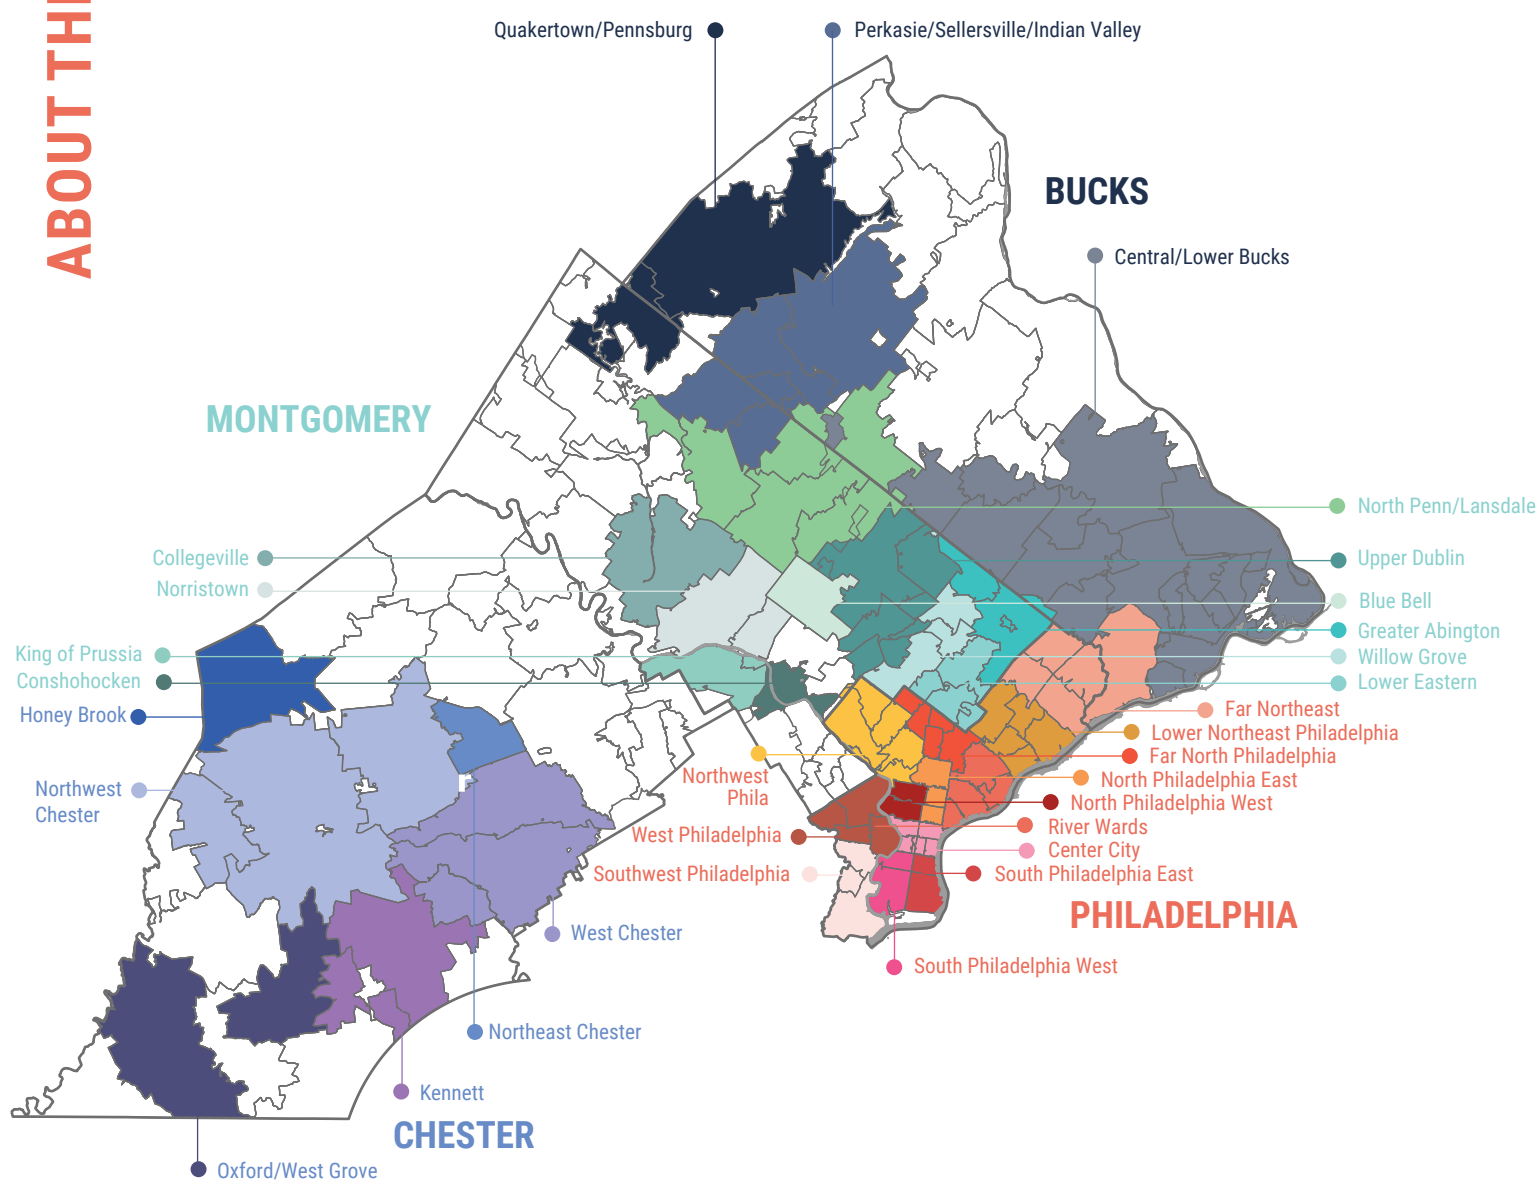 ABOUT THE
Quakertown/Pennsburg
Perkasie/Sellersville/Indian Valley
BUCKS
Central/Lower Bucks
MONTGOMERY
North Penn/Lansdale
Collegeville
Upper Dublin
Norristown
Blue Bell
Greater Abington
King of Prussia
Willow Grove
Conshohocken
Lower Eastern
Honey Brook
Far Northeast
Lower Northeast Philadelphia
Far North Philadelphia
Northwest
Phila
North Philadelphia East
Northwest
Chester
North Philadelphia West
River Wards
West Philadelphia
Center City
Southwest Philadelphia
South Philadelphia East
PHILADELPHIA
West Chester
South Philadelphia West
Northeast Chester
Kennett
CHESTER
Oxford/West Grove